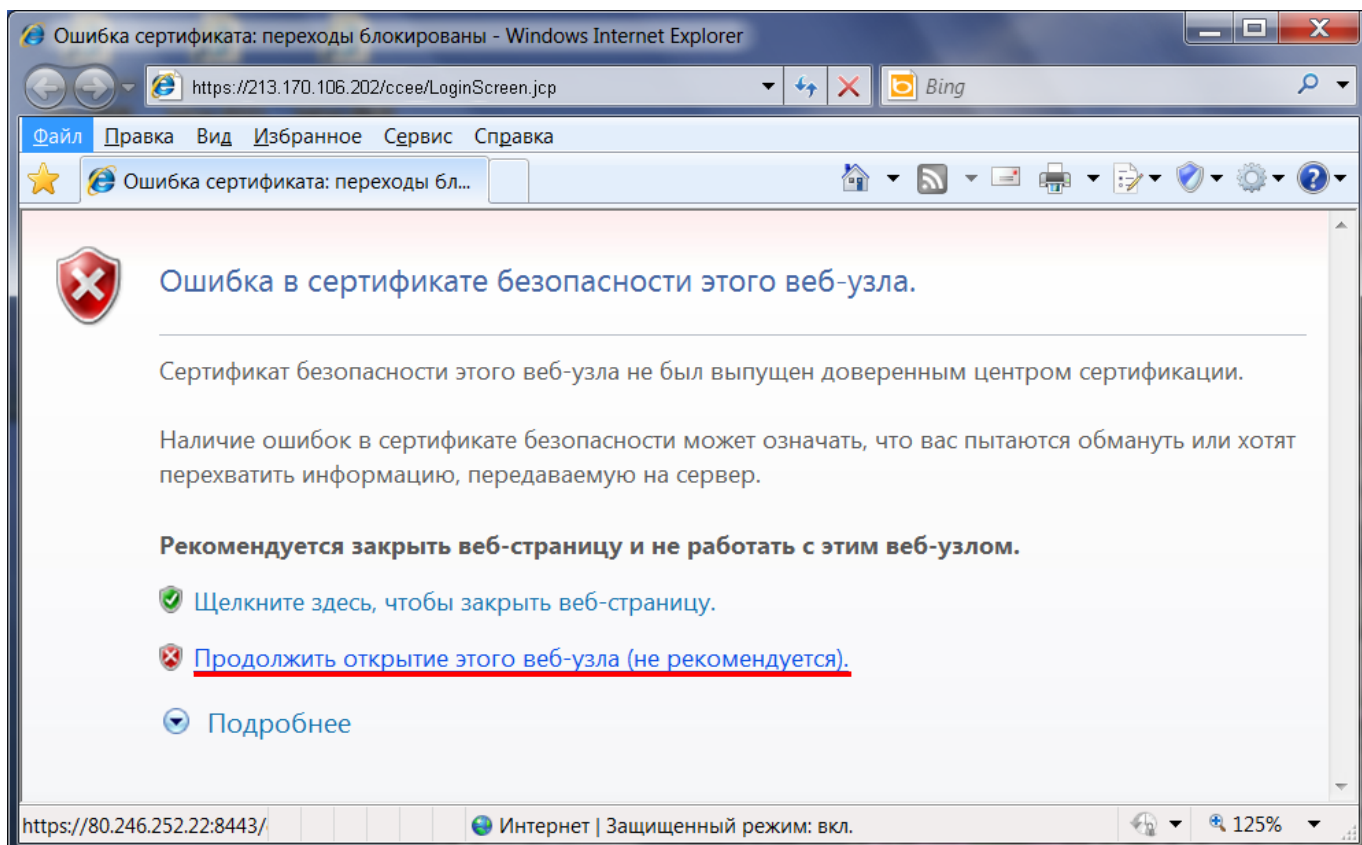 Ошибка сертификата: переходы блокированы - Windows Internet Explorer
https://213.170.106.202/ccee/LoginScreen.jcp
Bing
Файл Правка Вид Избранное Сервис Справка
Ошибка сертификата: переходы бл...
Ошибка в сертификате безопасности этого веб-узла.
Сертификат безопасности этого веб-узла не был выпущен доверенным центром сертификации.
Наличие ошибок в сертификате безопасности может означать, что вас пытаются обмануть или хотят
перехватить информацию, передаваемую на сервер.
Рекомендуется закрыть веб-страницу и не работать с этим веб-узлом.
Щелкните здесь, чтобы закрыть веб-страницу.
Продолжить открытие этого веб-узла (не рекомендуется).
Подробнее
https://80.246.252.22:8443/ Интернет | Защищенный режим: вкл. 125%